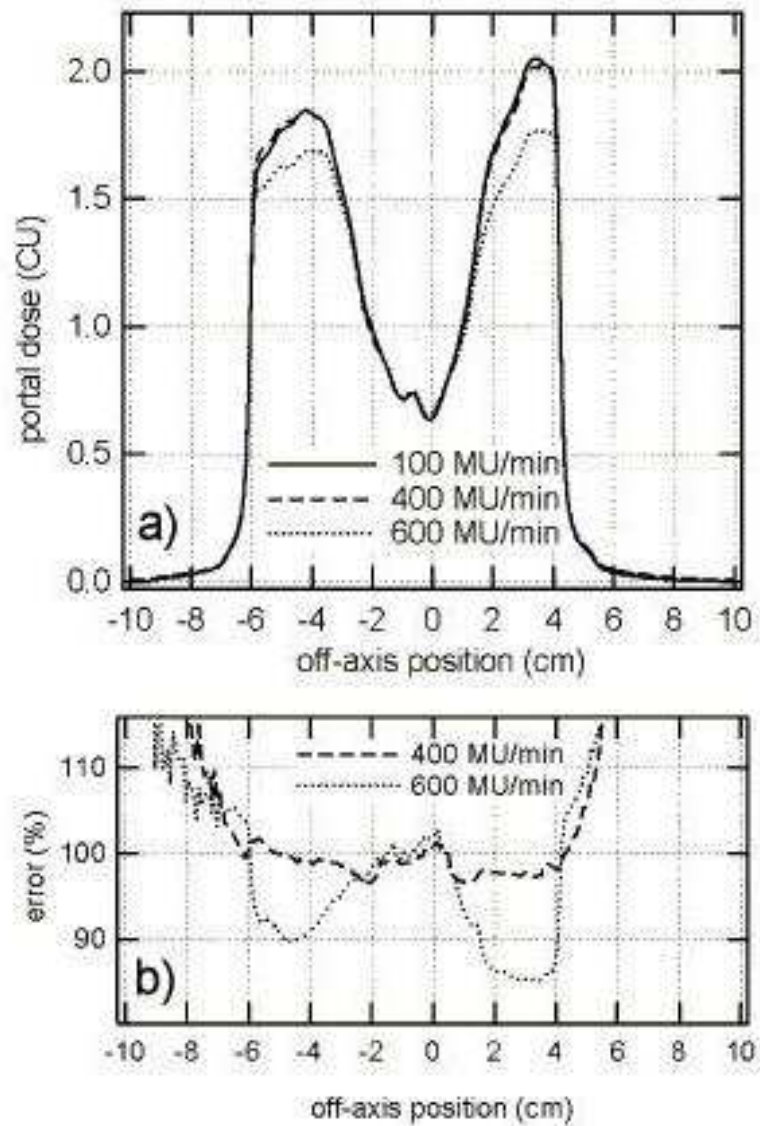 2.0
1.5
1.0
0.5
0.0
portal dose (CU)
100 MU/min
400 MU/min
600 MU/min
a)
-10 -8 -6 -4 -2 0 2 4 6 8 10
off-axis position (cm)
400 MU/min
600 MU/min
110
100
90
error (%)
b)
-10 -8 -6 -4 -2 0 2 4 6 8 10
off-axis position (cm)